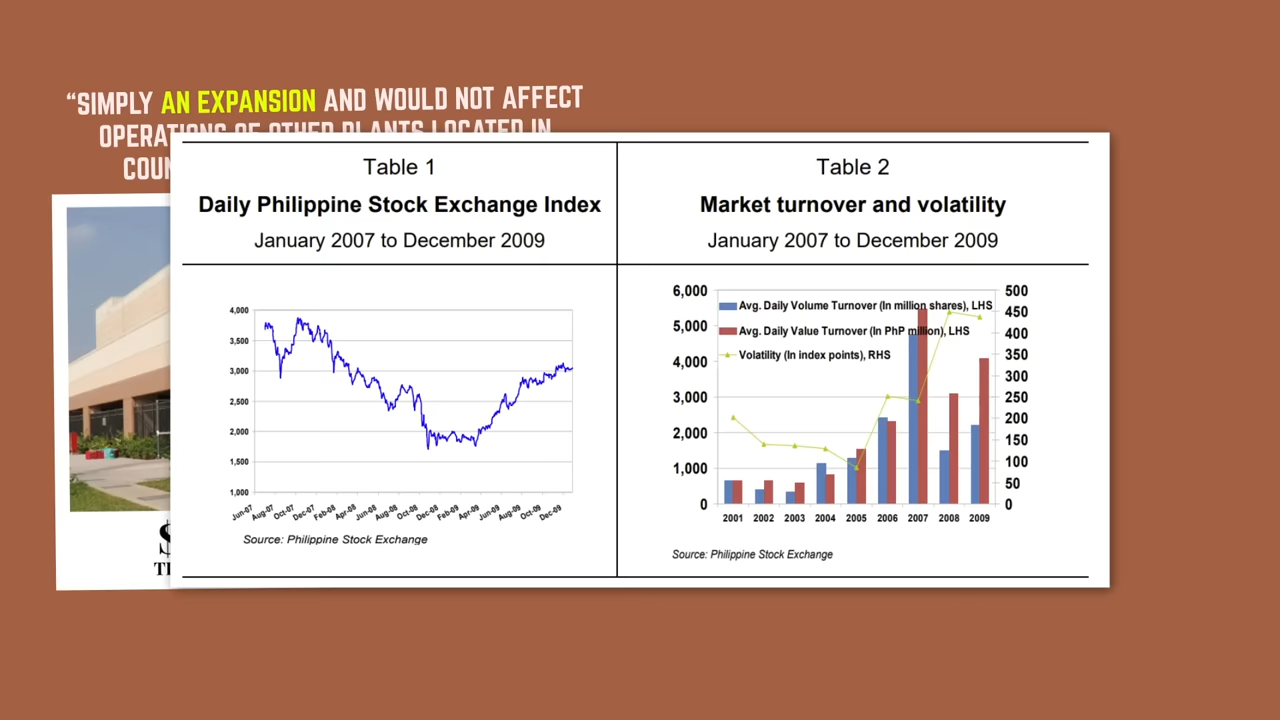 “SIMPLY AN EXPANSION AND WOULD NOT AFFECT
OPERATIONS OF OTHER PLANTS LOCATED IN
Table 1
Daily Philippine Stock Exchange Index
January 2007 to December 2009
4,000
3,500
3,000
2,500
2,000
1,500
1,000
Jun-07 Aug-07 Oct-07 Dec-07 Feb-08 Apr-08 Jun-08 Aug-08 Oct-08 Dec-08 Feb-09 Apr-09 Jun-09 Aug-09 Oct-09 Dec-09
Source: Philippine Stock Exchange
Table 2
Market turnover and volatility
January 2007 to December 2009
6,000 500
5,000 450
4,000 400
3,000 350
2,000 300
1,000 250
0 200
150
100
50
0
Avg. Daily Volume Turnover (In million shares), LHS
Avg. Daily Value Turnover (In PhP million), LHS
Volatility (In index points), RHS
2001 2002 2003 2004 2005 2006 2007 2008 2009
Source: Philippine Stock Exchange
$